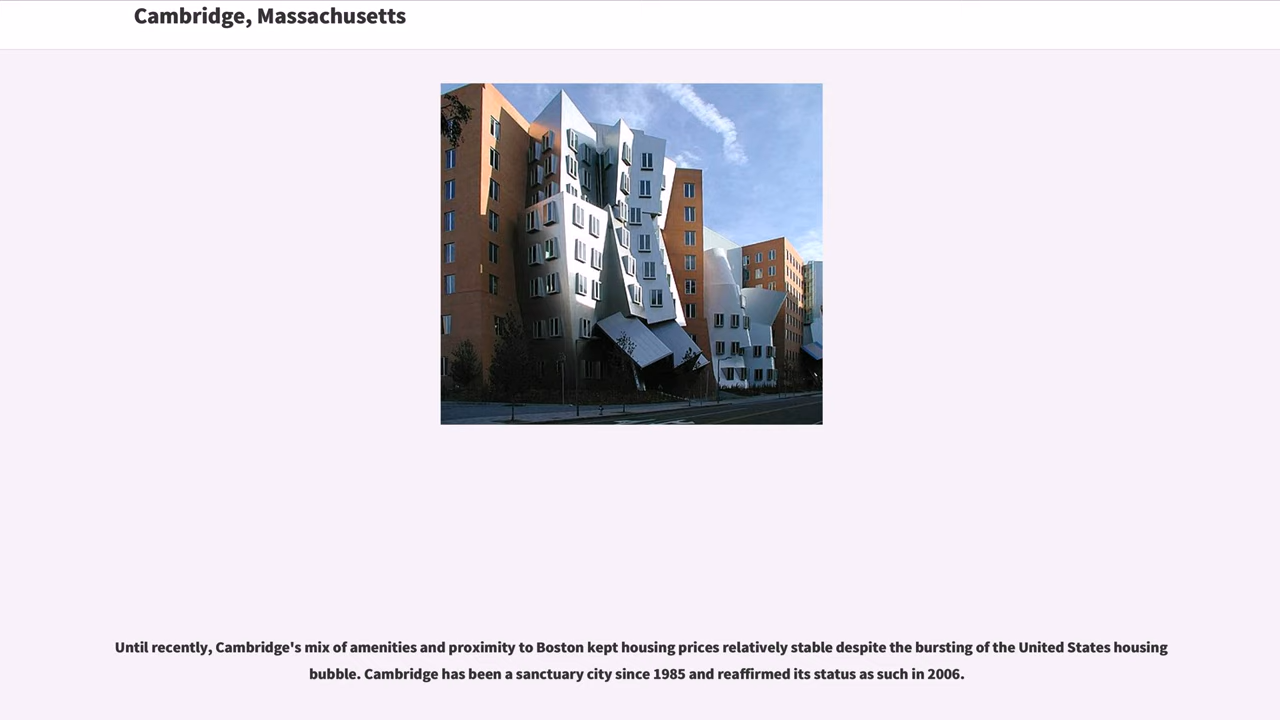 Cambridge, Massachusetts
Until recently, Cambridge's mix of amenities and proximity to Boston kept housing prices relatively stable despite the bursting of the United States housing
bubble. Cambridge has been a sanctuary city since 1985 and reaffirmed its status as such in 2006.